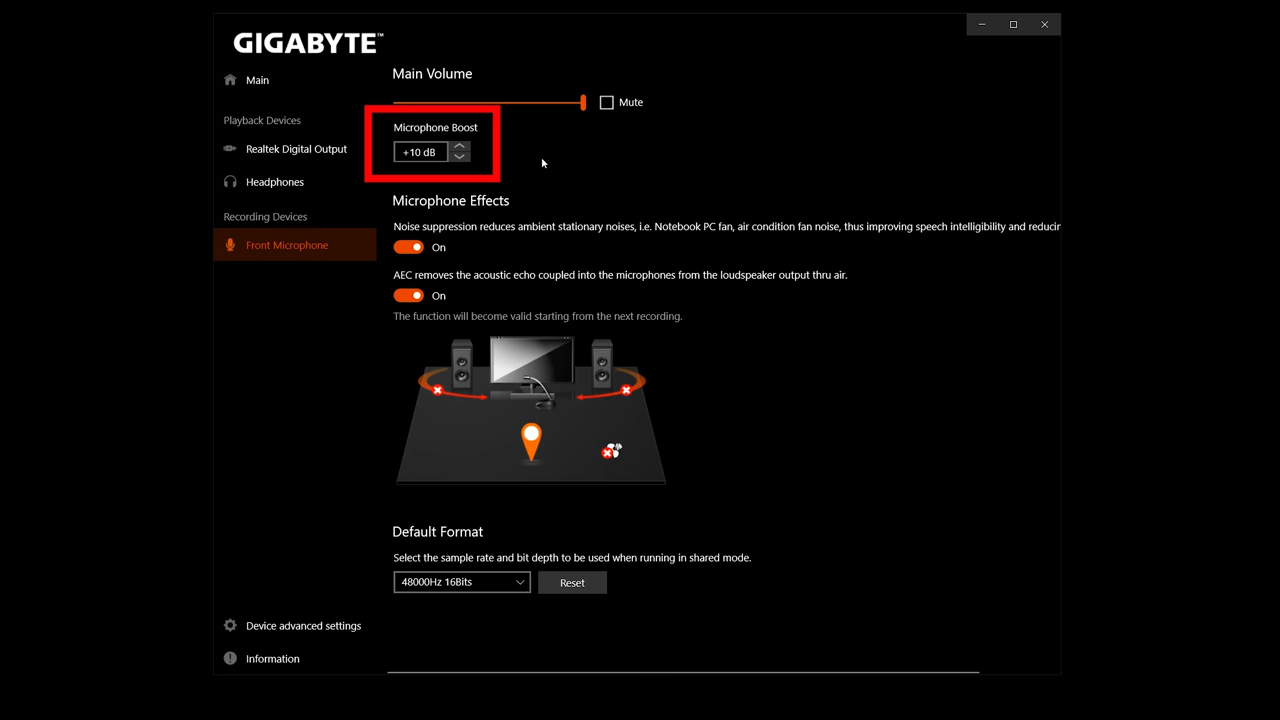 GIGABYTE™
Main
Playback Devices
Realtek Digital Output
Headphones
Recording Devices
Front Microphone
Device advanced settings
Information
Main Volume
Mute
Microphone Boost
+10 dB
Microphone Effects
Noise suppression reduces ambient stationary noises, i.e. Notebook PC fan, air condition fan noise, thus improving speech intelligibility and reducin
On
AEC removes the acoustic echo coupled into the microphones from the loudspeaker output thru air.
On
The function will become valid starting from the next recording.
Default Format
Select the sample rate and bit depth to be used when running in shared mode.
48000Hz 16Bits
Reset